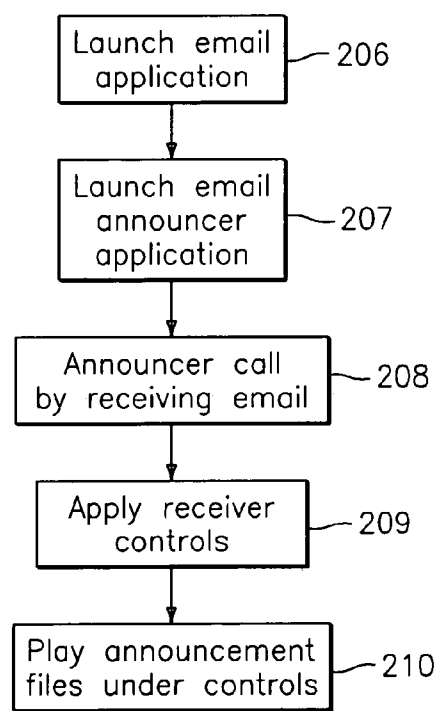 Launch email
application
206
Launch email
announcer
application
207
Announcer call
by receiving email
208
Apply receiver
controls
209
Play announcement
files under controls
210